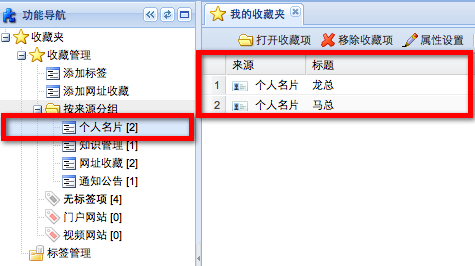 功能导航
收藏夹
收藏管理
添加标签
添加网址收藏
按来源分组
个人名片 [2]
知识管理 [1]
网址收藏 [2]
通知公告 [1]
无标签项 [4]
门户网站 [0]
视频网站 [0]
标签管理
我的收藏夹
打开收藏项 移除收藏项 属性设置
来源 标题
1 个人名片 龙总
2 个人名片 马总